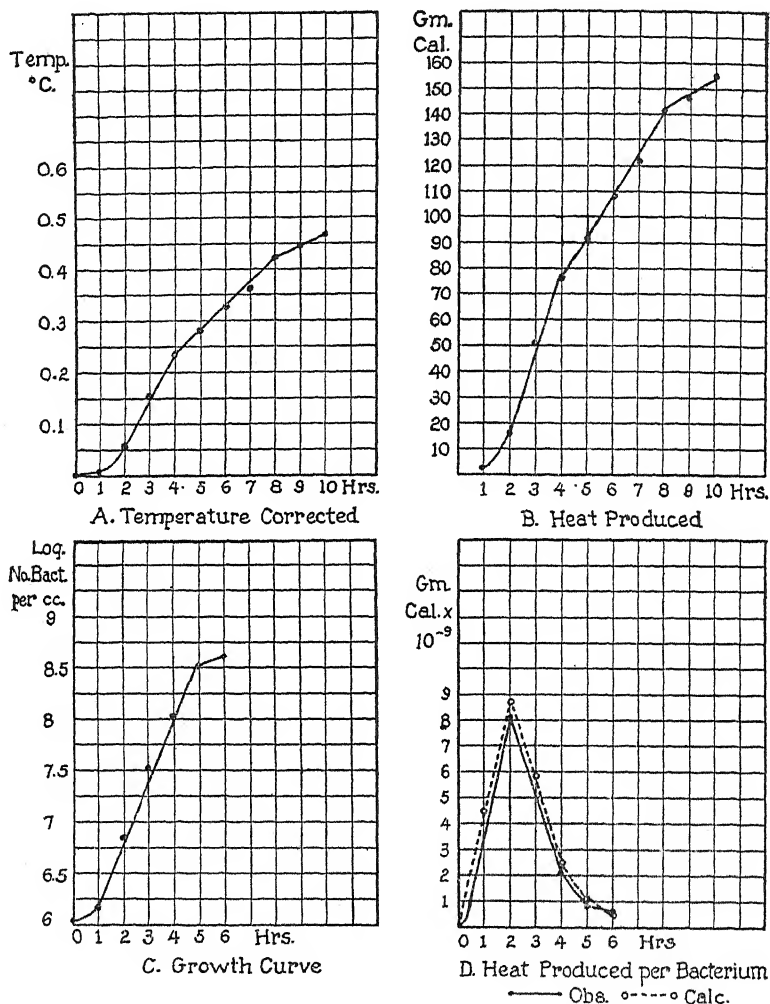 Temp.
°C.
0.6
0.5
0.4
0.3
0.2
0.1
0 1 2 3 4 5 6 7 8 9 10 Hrs.
A. Temperature Corrected
Gm.
Cal.
160
150
140
130
120
110
100
90
80
70
60
50
40
30
20
10
1 2 3 4 5 6 7 8 9 10 Hrs.
B. Heat Produced
Log.
No. Bact.
per cc.
9
8.5
8
7.5
7
6.5
6
0 1 2 3 4 5 6 Hrs.
C. Growth Curve
Gm.
Cal. x
10⁻⁹
9
8
7
6
5
4
3
2
1
0 1 2 3 4 5 6 Hrs
D. Heat Produced per Bacterium
Obs. Calc.